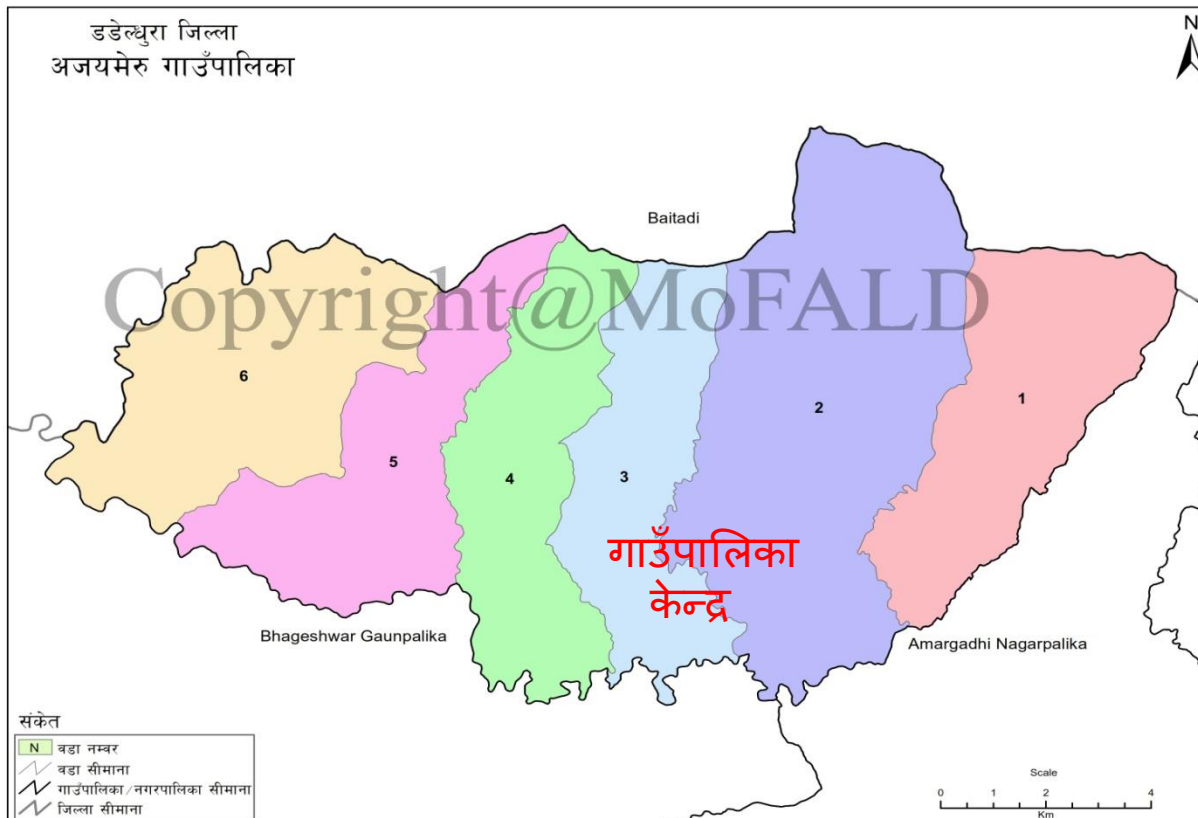 डडेल्धुरा जिल्ला
अजयमेरु गाउँपालिका
N
Baitadi
Copyright@MoFALD
6
5
4
3
2
1
गाउँपालिका
केन्द्र
Bhageshwar Gaunpalika
Amargadhi Nagarpalika
संकेत
N वडा नम्बर
वडा सीमाना
गाउँपालिका/नगरपालिका सीमाना
जिल्ला सीमाना
Scale
0 1 2 4
Km